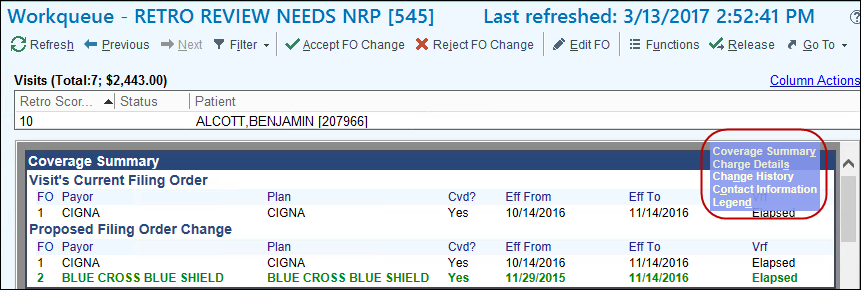 Workqueue - RETRO REVIEW NEEDS NRP [545] Last refreshed: 3/13/2017 2:52:41 PM
Refresh Previous Next Filter Accept FO Change Reject FO Change Edit FO Functions Release Go To
Visits (Total:7; $2,443.00) Column Actions
Retro Scor... Status Patient
10 ALCOTT,BENJAMIN [207966]
Coverage Summary
Coverage Summary
Charge Details
Change History
Contact Information
Legend
Visit's Current Filing Order
FO Payor Plan Cvd? Eff From Eff To Vrf
1 CIGNA CIGNA Yes 10/14/2016 11/14/2016 Elapsed
Proposed Filing Order Change
FO Payor Plan Cvd? Eff From Eff To Vrf
1 CIGNA CIGNA Yes 10/14/2016 11/14/2016 Elapsed
2 BLUE CROSS BLUE SHIELD BLUE CROSS BLUE SHIELD Yes 11/29/2015 11/14/2016 Elapsed